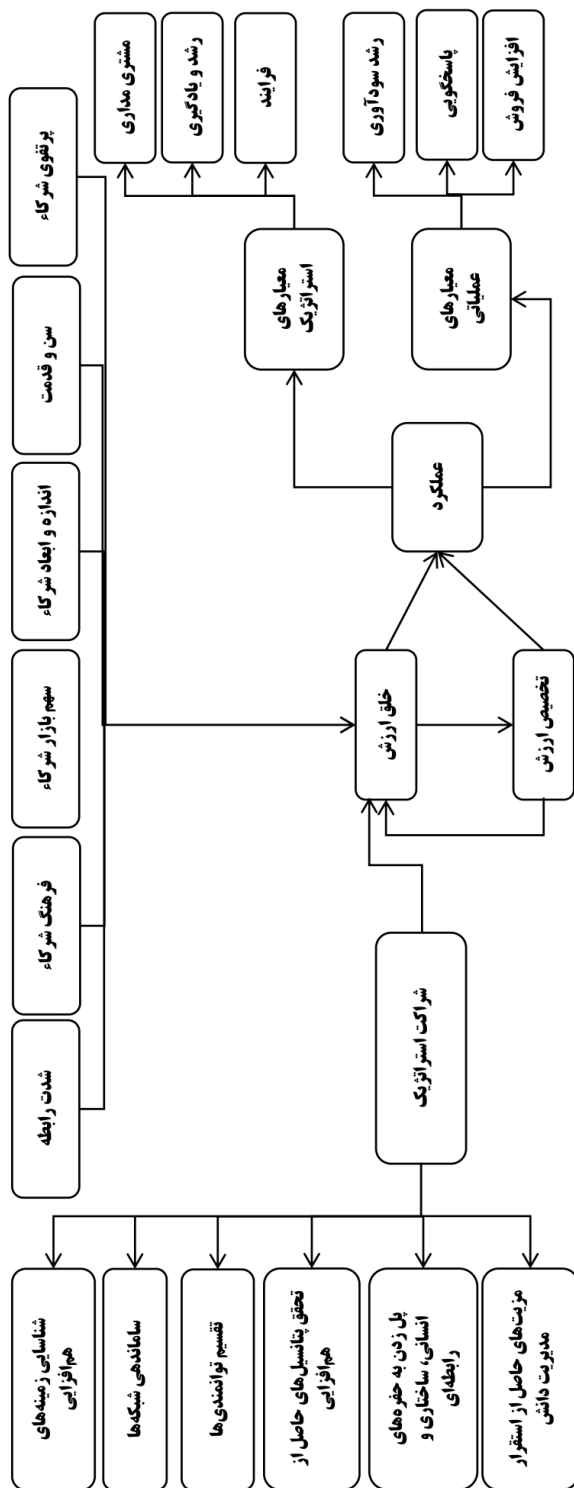 پرتفوی شرکاء
سن و قدمت
اندازه و ابعاد شرکاء
سهم بازار شرکاء
فرهنگ شرکاء
شدت رابطه
مشتری مداری
رشد و یادگیری
فرایند
رشد سودآوری
پاسخگویی
افزایش فروش
معیارهای
استراتژیک
معیارهای
عملیاتی
عملکرد
خلق ارزش
تخصیص ارزش
شراکت استراتژیک
شناسایی زمینه‌های
هم‌افزایی
ساماندهی شبکه‌ها
تقسیم توانمندی‌ها
تحقق پتانسیل‌های حاصل از
هم‌افزایی
پل زدن به حفره‌های
انسانی، ساختاری و
رابطه‌ای
مزیت‌های حاصل از استقرار
مدیریت دانش